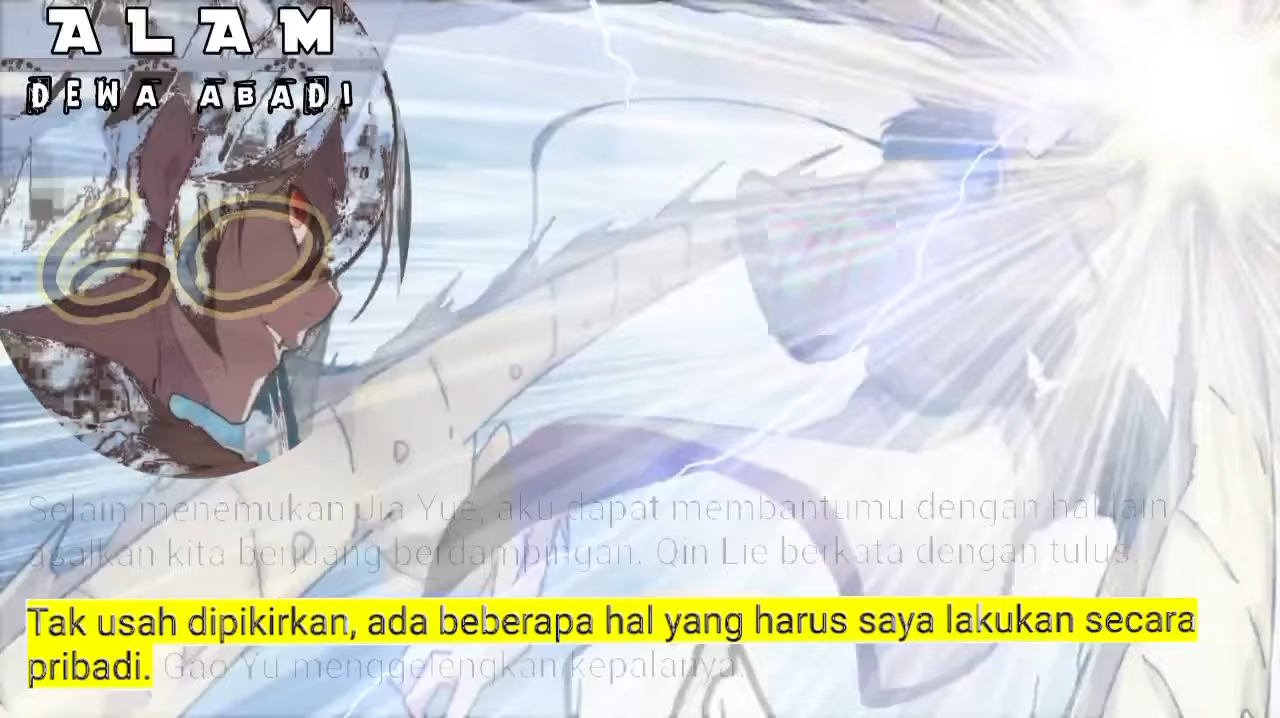 ALAM
DEWA ABADI
60
Selain menemukan Jia Yue, aku dapat membantumu dengan hal lain
asalkan kita berjuang berdampingan. Qin Lie berkata dengan tulus.
Tak usah dipikirkan, ada beberapa hal yang harus saya lakukan secara
pribadi. Gao Yu menggelengkan kepalanya.